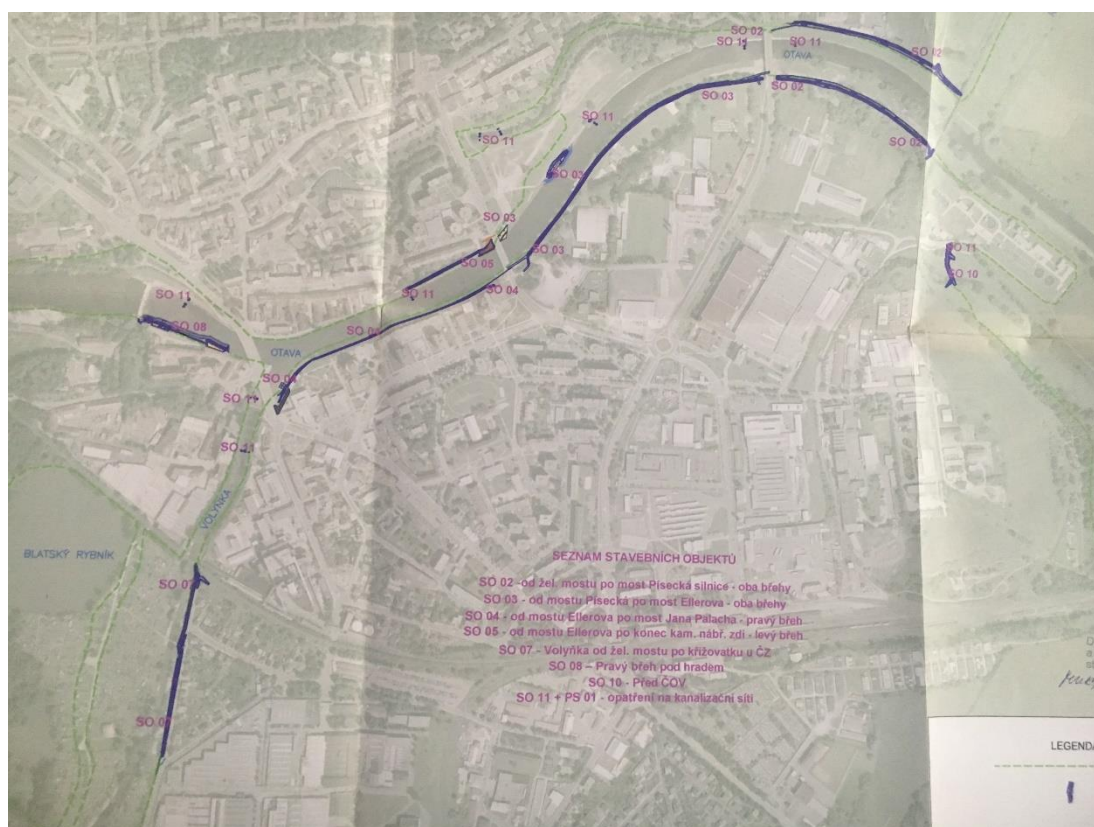 SO 02
SO 11
SO 11
OTAVA
SO 02
SO 03
SO 02
SO 11
SO 11
SO 02
SO 03
SO 03
SO 03
SO 05
SO 04
SO 11
SO 10
SO 11
SO 11
SO 08
OTAVA
SO 11
SO 11
VOLYŇKA
BLATSKÝ RYBNÍK
SO 07
SEZNAM STAVEBNÍCH OBJEKTŮ
SO 02 -od žel. mostu po most Písecká silnice - oba břehy
SO 03 - od mostu Písecká po most Ellerova - oba břehy
SO 04 - od mostu Ellerova po most Jana Palacha - pravý břeh
SO 05 - od mostu Ellerova po konec kam. nábř. zdi - levý břeh
SO 07 - Volyňka od žel. mostu po křižovatku u ČZ
SO 08 – Pravý břeh pod hradem
SO 10 - Před ČOV
SO 11 + PS 01 - opatření na kanalizační síti
LEGENDA